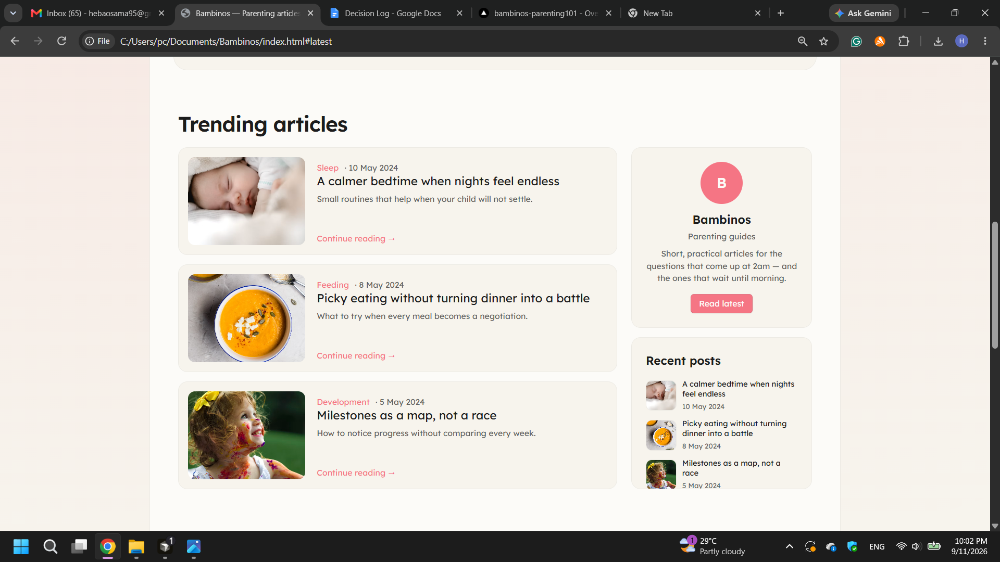 Inbox (65) - hebaosama95@g
Bambinos — Parenting articles
Decision Log - Google Docs
bambinos-parenting101 - Ove
New Tab
Ask Gemini
File
C:/Users/pc/Documents/Bambinos/index.html#latest
H
Trending articles
Sleep · 10 May 2024
A calmer bedtime when nights feel endless
Small routines that help when your child will not settle.
Continue reading →
Feeding · 8 May 2024
Picky eating without turning dinner into a battle
What to try when every meal becomes a negotiation.
Continue reading →
Development · 5 May 2024
Milestones as a map, not a race
How to notice progress without comparing every week.
Continue reading →
B
Bambinos
Parenting guides
Short, practical articles for the
questions that come up at 2am — and
the ones that wait until morning.
Read latest
Recent posts
A calmer bedtime when nights
feel endless
10 May 2024
Picky eating without turning
dinner into a battle
8 May 2024
Milestones as a map, not a
race
5 May 2024
1
1
29°C
Partly cloudy
ENG
10:02 PM
9/11/2026